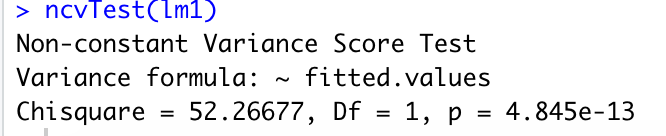 > ncvTest(lm1)
Non-constant Variance Score Test
Variance formula: ~ fitted.values
Chisquare = 52.26677, Df = 1, p = 4.845e-13